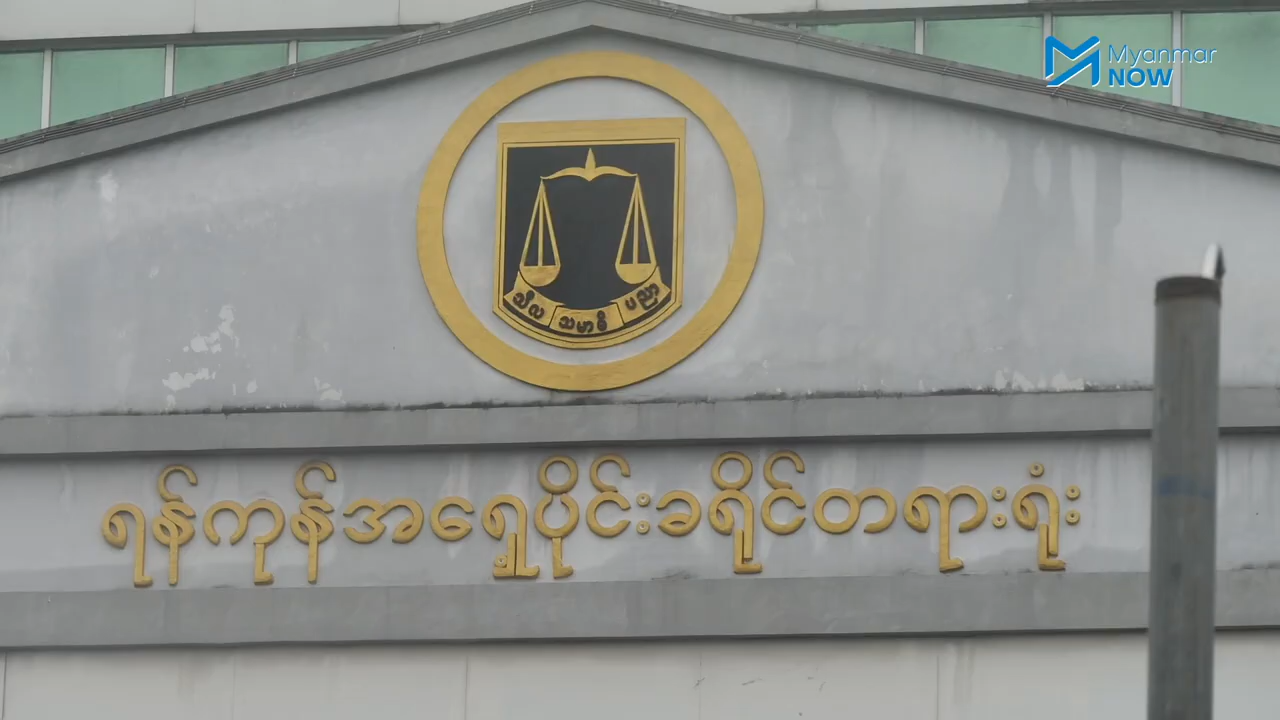 Myanmar
NOW
သီလ သမာဓိ ပညာ
ရန်ကုန်အရှေ့ပိုင်းခရိုင်တရားရုံး